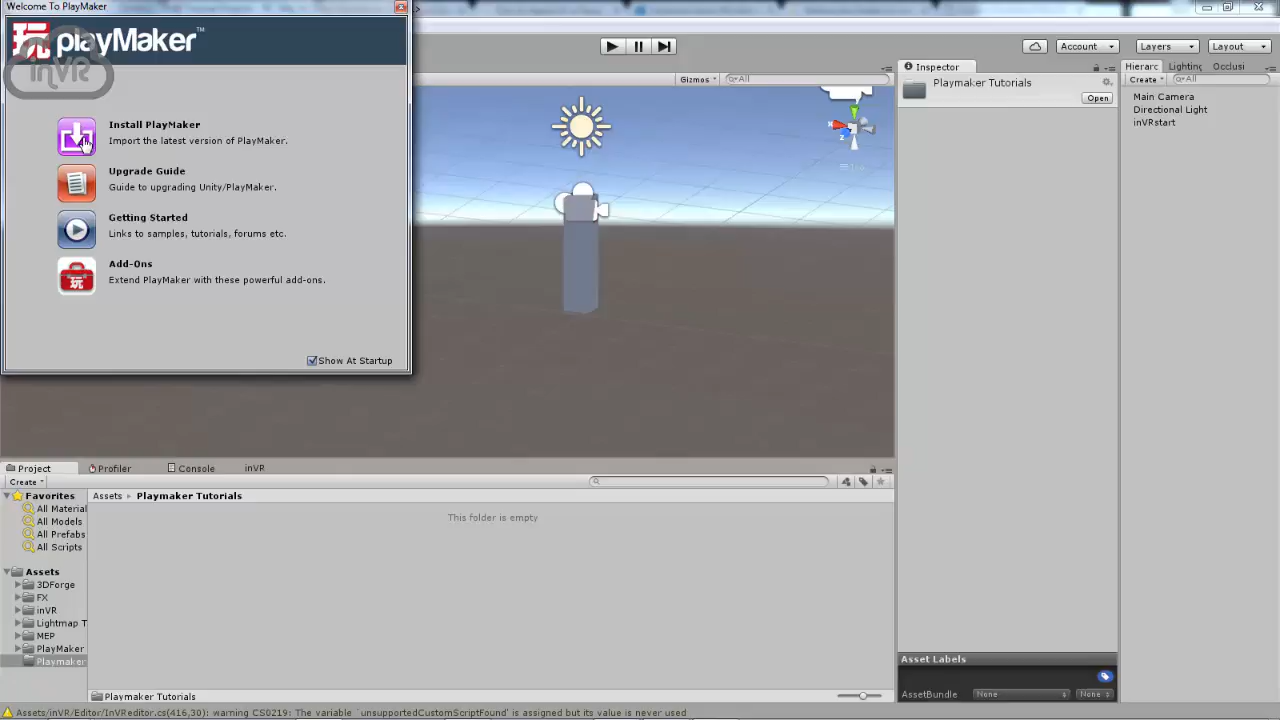 Welcome To PlayMaker
玩 playMaker™
inVR
Install PlayMaker
Import the latest version of PlayMaker.
Upgrade Guide
Guide to upgrading Unity/PlayMaker.
Getting Started
Links to samples, tutorials, forums etc.
玩
Add-Ons
Extend PlayMaker with these powerful add-ons.
Show At Startup
Account
Layers
Layout
Gizmos
All
Inspector
Playmaker Tutorials
Open
Hierarc
Lighting
Occlusi
Create
All
Main Camera
Directional Light
inVRstart
Project
Profiler
Console
inVR
Create
Favorites
All Material
All Models
All Prefabs
All Scripts
Assets
3DForge
FX
inVR
Lightmap T
MEP
PlayMaker
Playmaker
Assets ▸ Playmaker Tutorials
This folder is empty
Playmaker Tutorials
Asset Labels
AssetBundle None None
Assets/inVR/Editor/InVReditor.cs(416,30): warning CS0219: The variable `unsupportedCustomScriptFound' is assigned but its value is never used